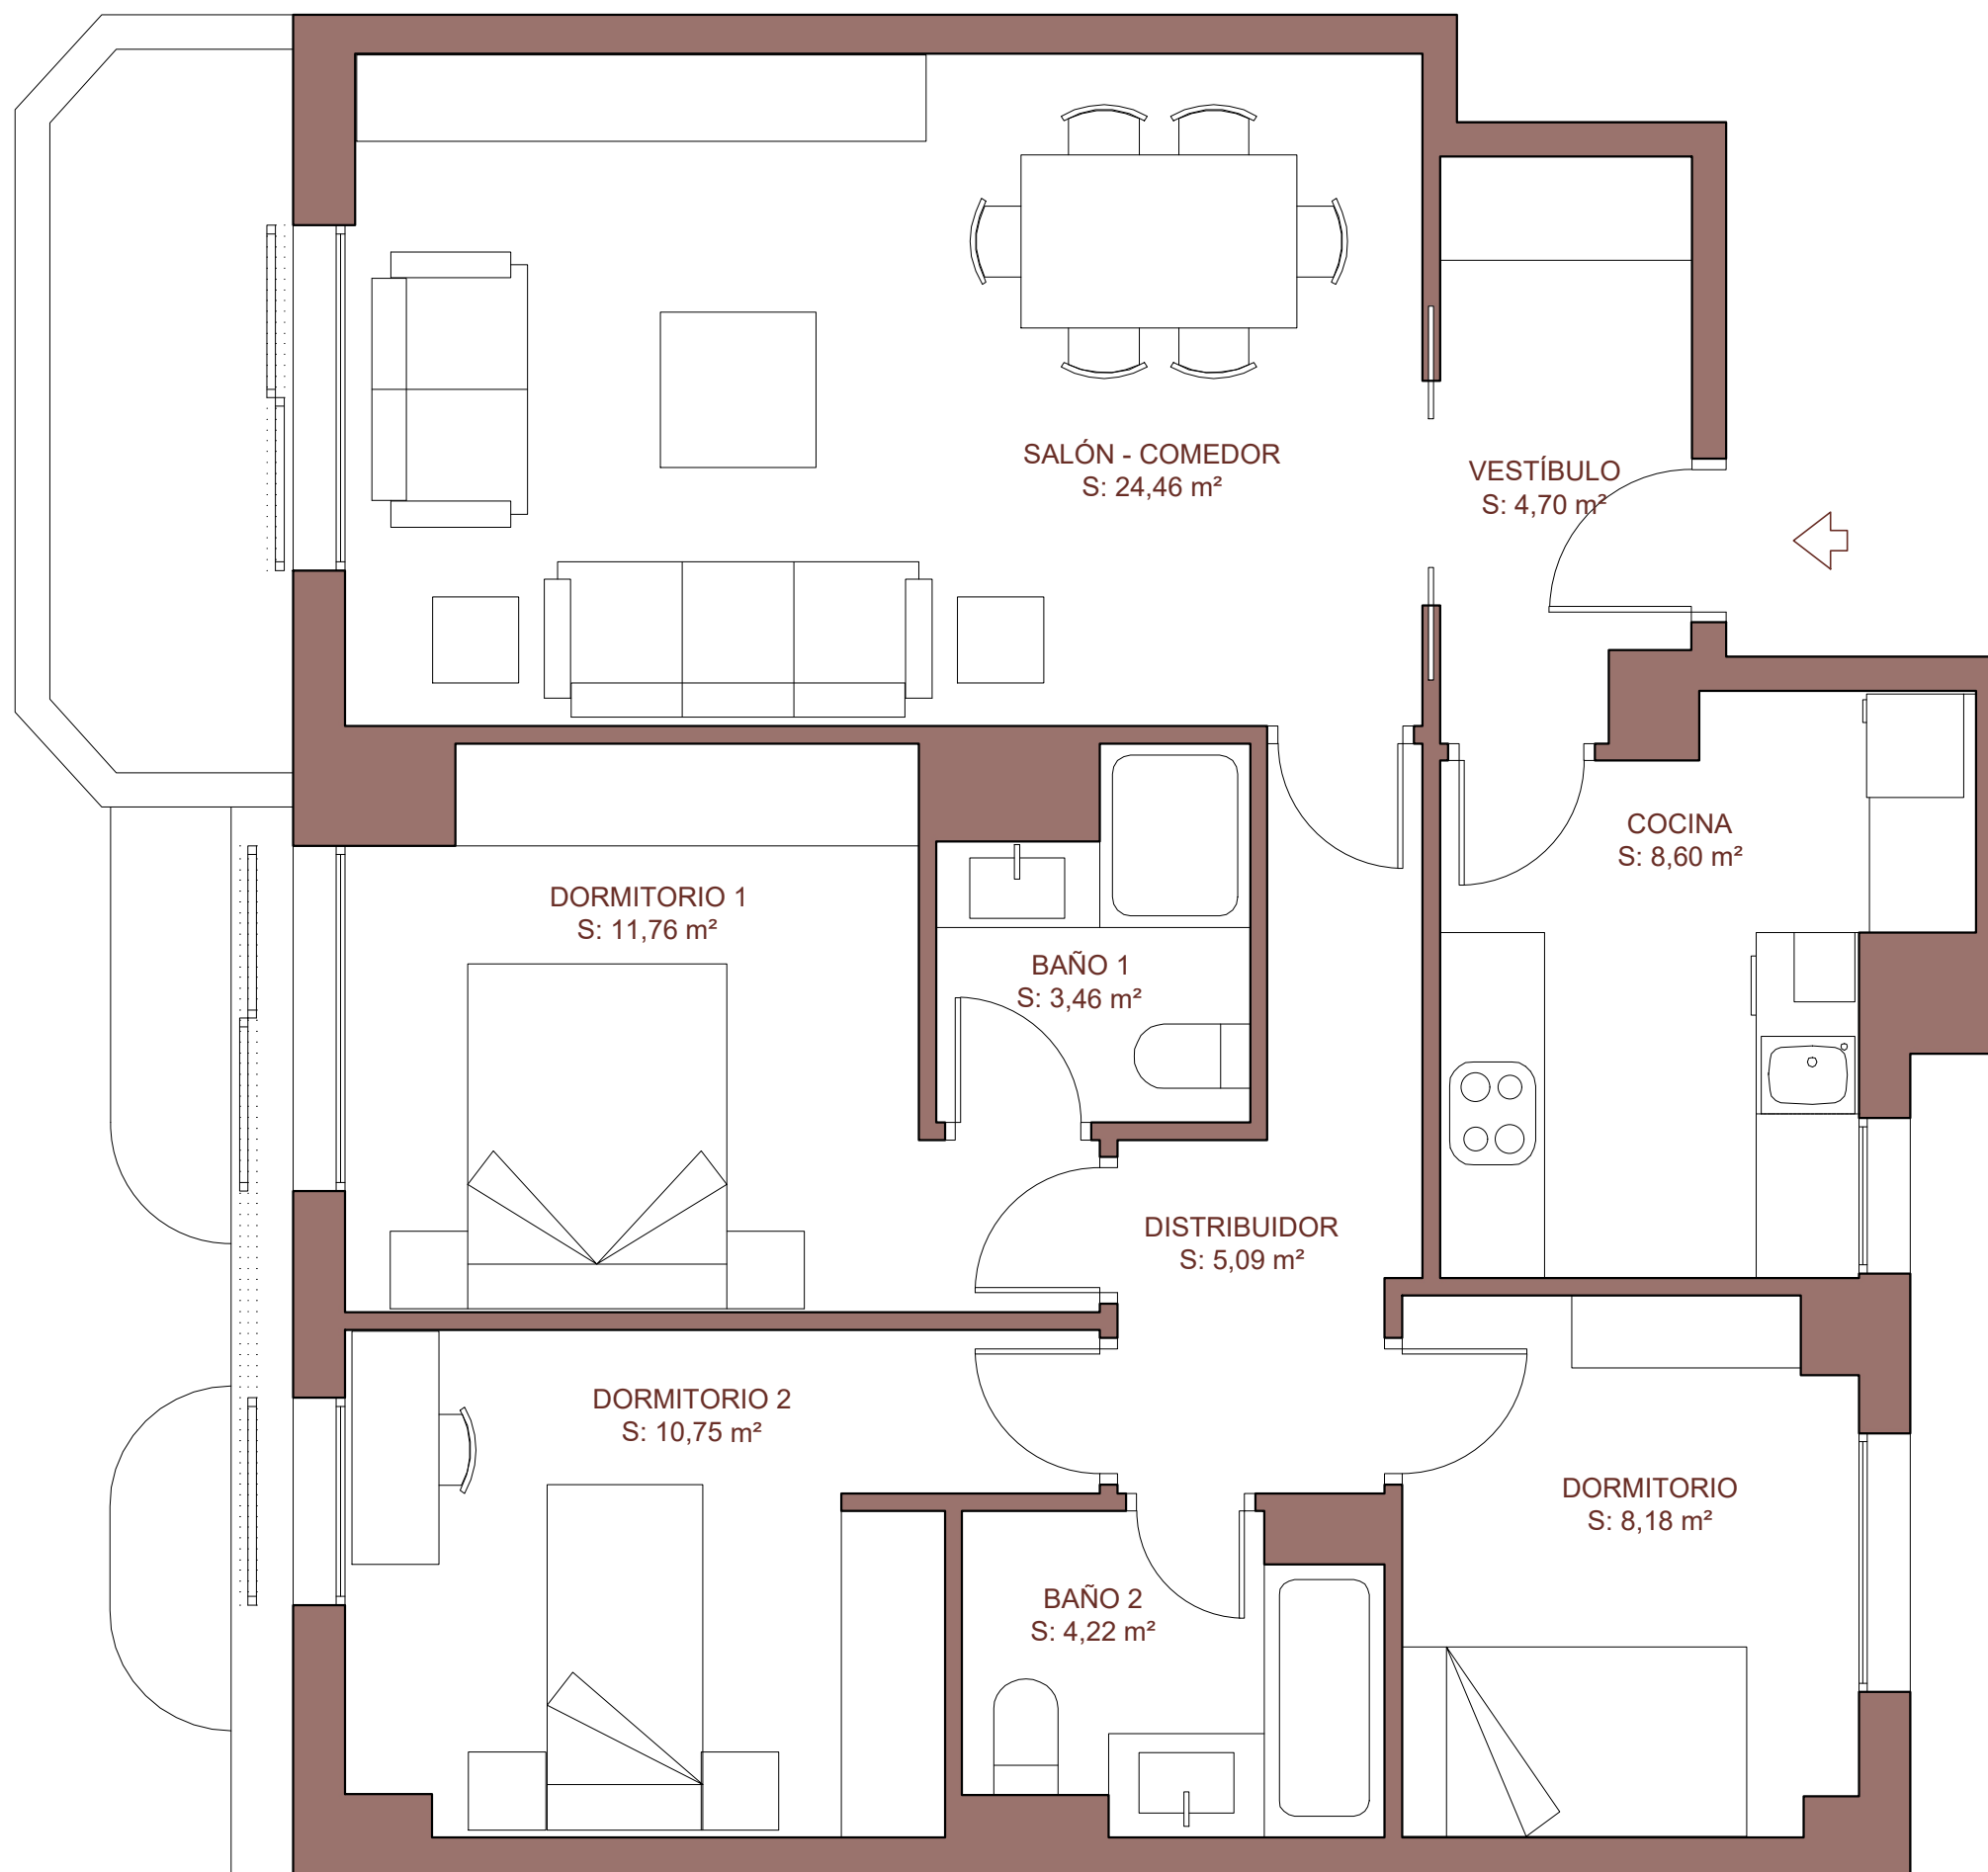 SALÓN - COMEDOR
S: 24,46 m²
VESTÍBULO
S: 4,70 m²
COCINA
S: 8,60 m²
DORMITORIO 1
S: 11,76 m²
BAÑO 1
S: 3,46 m²
DISTRIBUIDOR
S: 5,09 m²
DORMITORIO 2
S: 10,75 m²
DORMITORIO
S: 8,18 m²
BAÑO 2
S: 4,22 m²